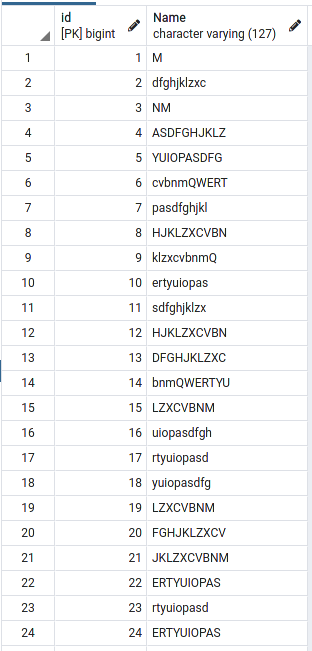 id Name
[PK] bigint character varying (127)
1 1 M
2 2 dfghjklzxc
3 3 NM
4 4 ASDFGHJKLZ
5 5 YUIOPASDFG
6 6 cvbnmQWERT
7 7 pasdfghjkl
8 8 HJKLZXCVBN
9 9 klzxcvbnmQ
10 10 ertyuiopas
11 11 sdfghjklzx
12 12 HJKLZXCVBN
13 13 DFGHJKLZXC
14 14 bnmQWERTYU
15 15 LZXCVBNM
16 16 uiopasdfgh
17 17 rtyuiopasd
18 18 yuiopasdfg
19 19 LZXCVBNM
20 20 FGHJKLZXCV
21 21 JKLZXCVBNM
22 22 ERTYUIOPAS
23 23 rtyuiopasd
24 24 ERTYUIOPAS